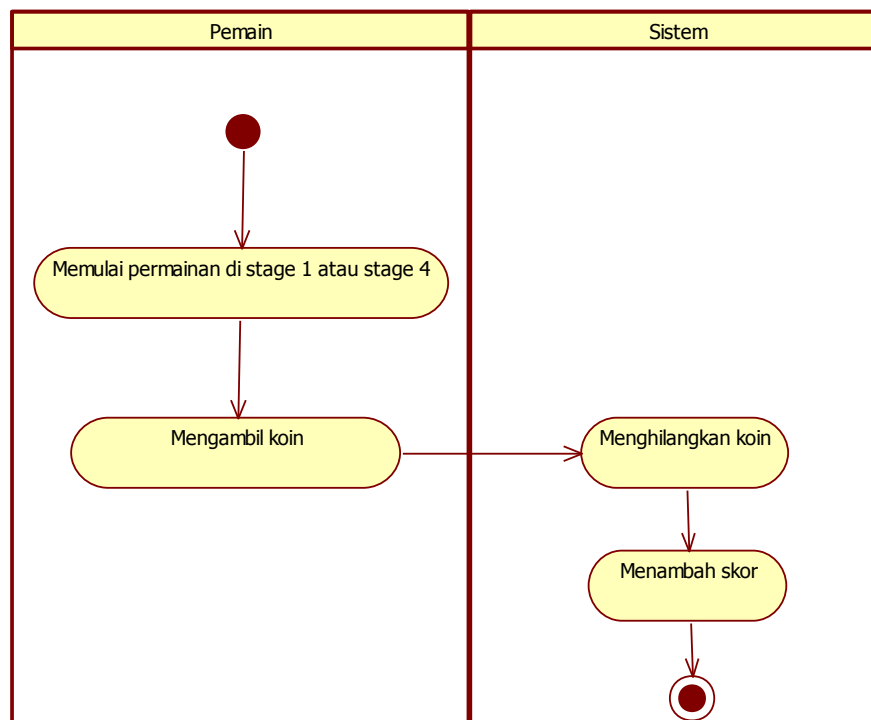 Pemain
Sistem
Memulai permainan di stage 1 atau stage 4
Mengambil koin
Menghilangkan koin
Menambah skor